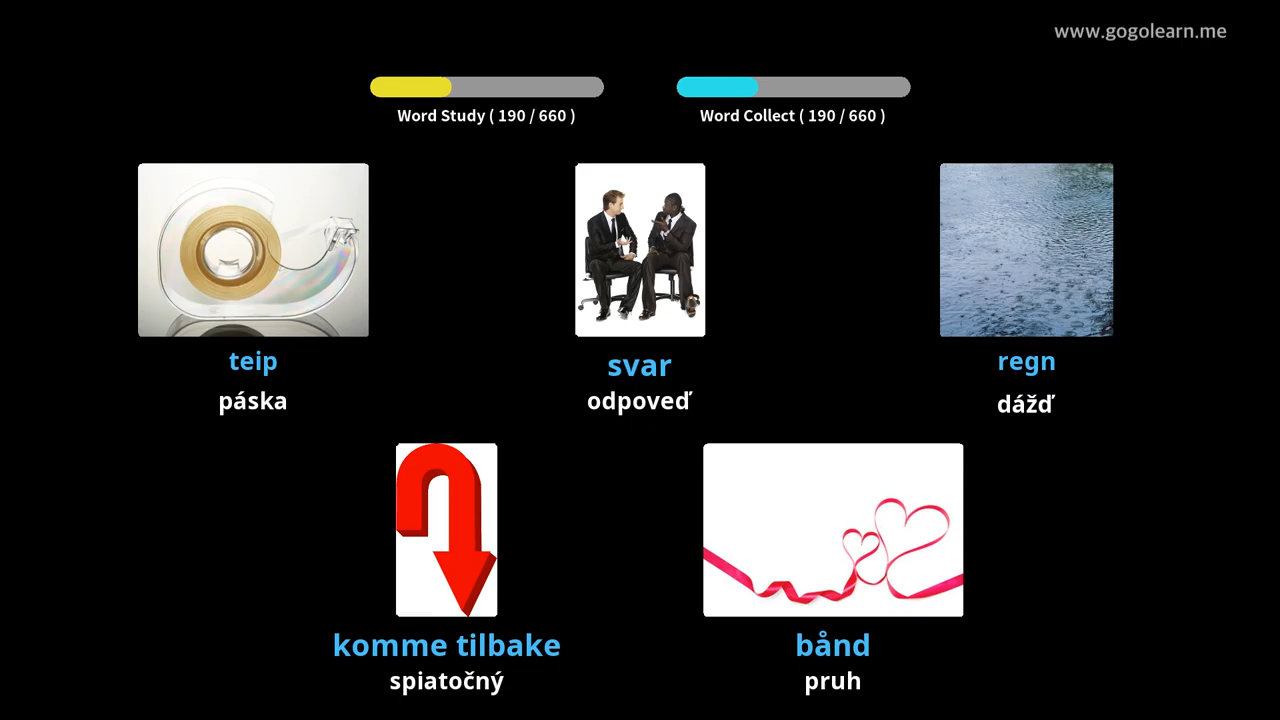 www.gogolearn.me
Word Study ( 190 / 660 )
Word Collect ( 190 / 660 )
teip
páska
svar
odpoveď
regn
dážď
komme tilbake
spiatočný
bånd
pruh